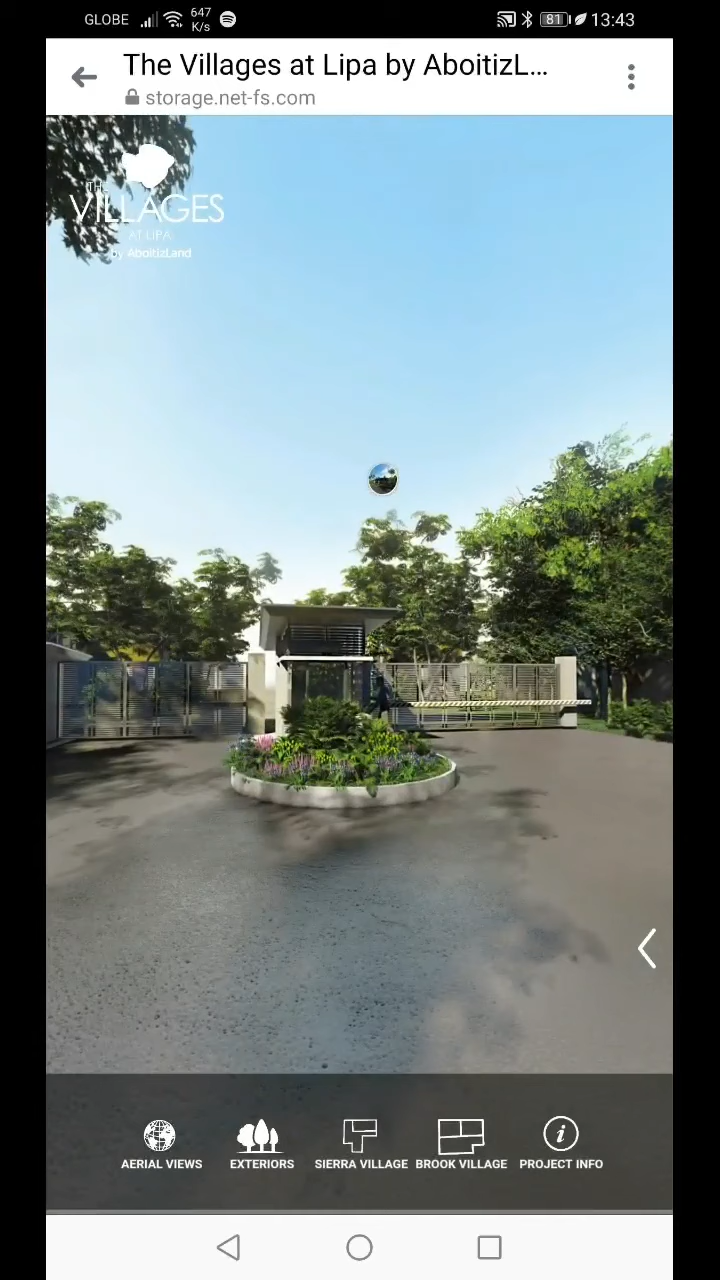 GLOBE 647 K/s 81 13:43
The Villages at Lipa by AboitizL...
storage.net-fs.com
THE
VILLAGES
AT LIPA
by AboitizLand
AERIAL VIEWS EXTERIORS SIERRA VILLAGE BROOK VILLAGE PROJECT INFO